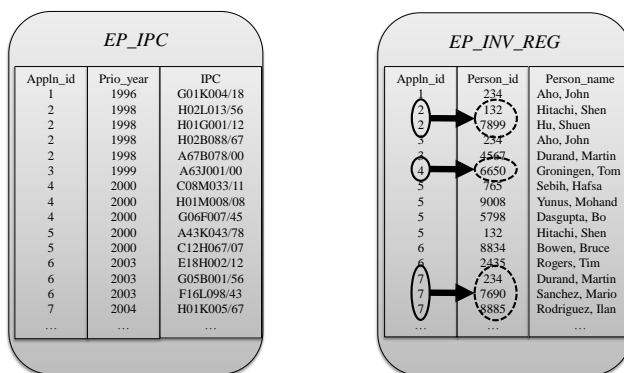 EP_IPC
Appln_id Prio_year IPC
1 1996 G01K004/18
2 1998 H02L013/56
2 1998 H01G001/12
2 1998 H02B088/67
2 1998 A67B078/00
3 1999 A63J001/00
4 2000 C08M033/11
4 2000 H01M008/08
4 2000 G06F007/45
5 2000 A43K043/78
5 2000 C12H067/07
6 2003 E18H002/12
6 2003 G05B001/56
6 2003 F16L098/43
7 2004 H01K005/67
… … …
EP_INV_REG
Appln_id Person_id Person_name
1 234 Aho, John
2 132 Hitachi, Shen
2 7899 Hu, Shuen
3 234 Aho, John
3 4567 Durand, Martin
4 6650 Groningen, Tom
5 765 Sebih, Hafsa
5 9008 Yunus, Mohand
5 5798 Dasgupta, Bo
5 132 Hitachi, Shen
6 8834 Bowen, Bruce
6 2435 Rogers, Tim
7 234 Durand, Martin
7 7690 Sanchez, Mario
7 8885 Rodriguez, Ilan
… … …